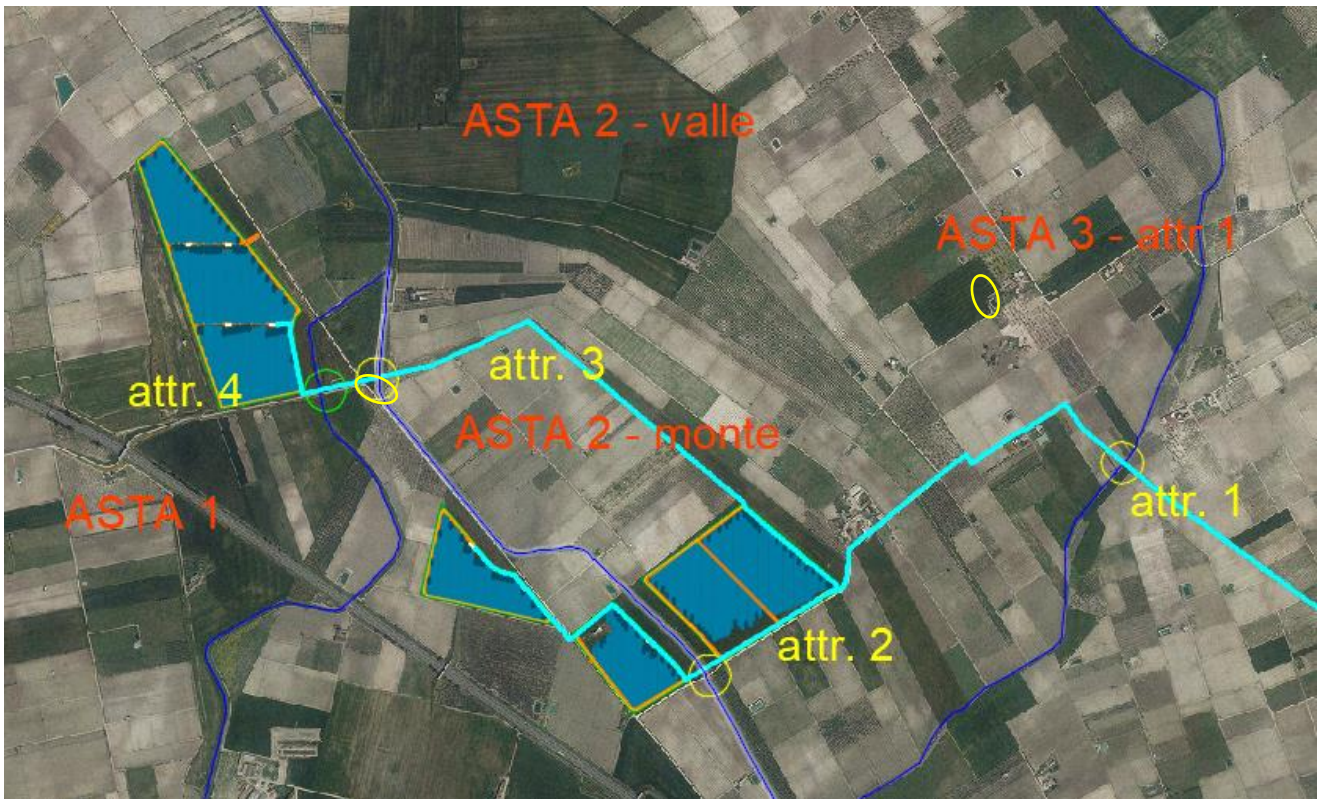 ASTA 2 - valle
ASTA 3 - attr 1
attr. 3
attr. 4
ASTA 2 - monte
ASTA 1
attr. 1
attr. 2